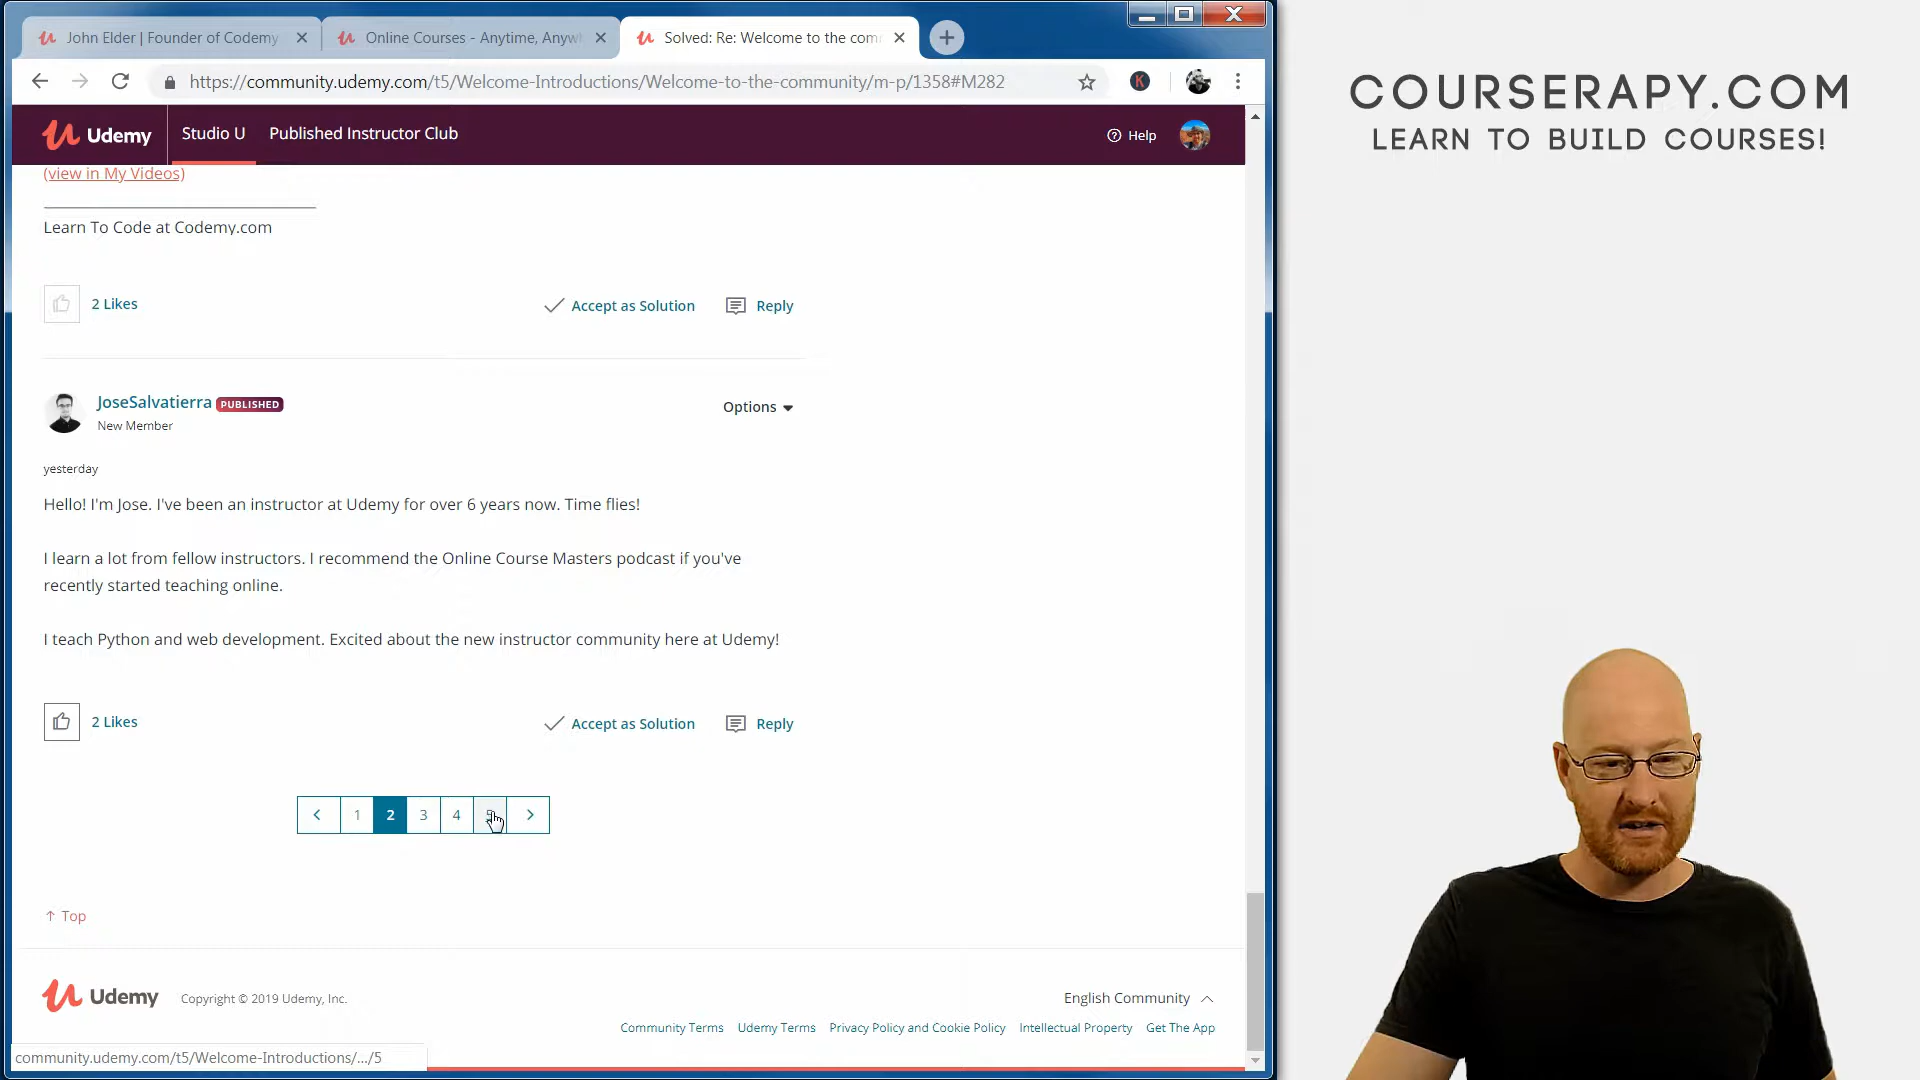 John Elder | Founder of Codemy
Online Courses - Anytime, Anywh
Solved: Re: Welcome to the com
https://community.udemy.com/t5/Welcome-Introductions/Welcome-to-the-community/m-p/1358#M282
K
COURSERAPY.COM
LEARN TO BUILD COURSES!
Udemy
Studio U
Published Instructor Club
Help
(view in My Videos)
Learn To Code at Codemy.com
2 Likes
Accept as Solution
Reply
JoseSalvatierra PUBLISHED
New Member
Options
yesterday
Hello! I'm Jose. I've been an instructor at Udemy for over 6 years now. Time flies!
I learn a lot from fellow instructors. I recommend the Online Course Masters podcast if you've
recently started teaching online.
I teach Python and web development. Excited about the new instructor community here at Udemy!
2 Likes
Accept as Solution
Reply
1 2 3 4 5
Top
Udemy
Copyright © 2019 Udemy, Inc.
English Community
Community Terms
Udemy Terms
Privacy Policy and Cookie Policy
Intellectual Property
Get The App
community.udemy.com/t5/Welcome-Introductions/.../5